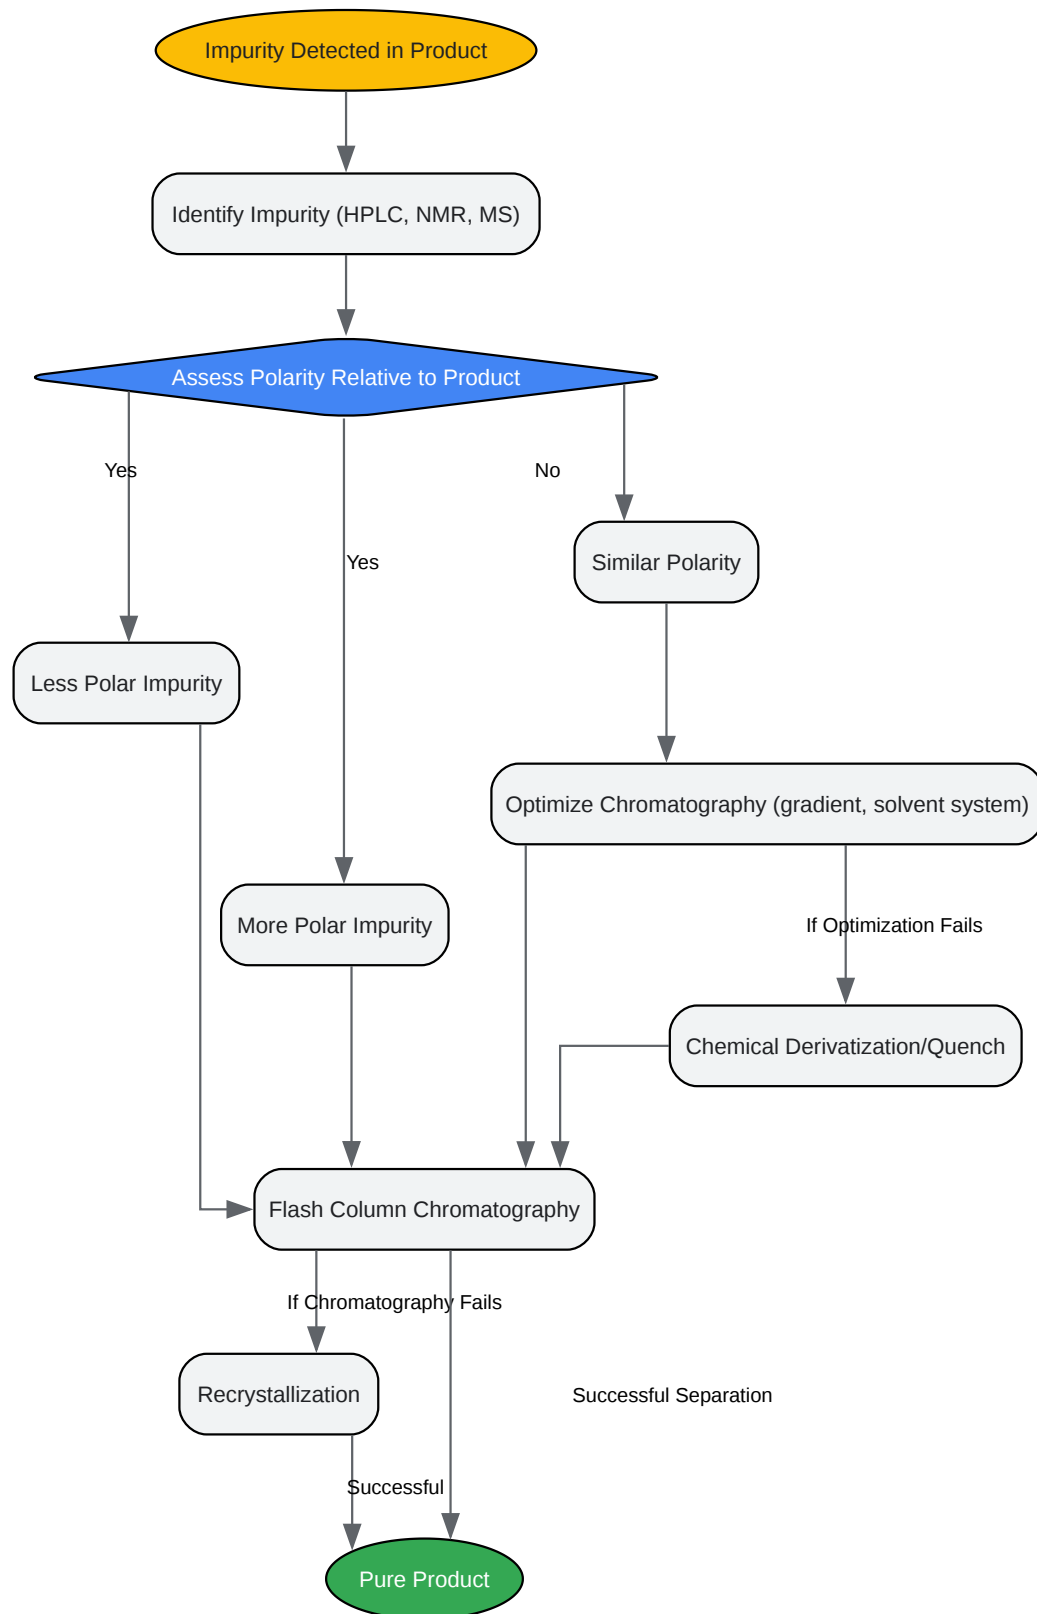 Impurity Detected in Product
Identify Impurity (HPLC, NMR, MS)
Assess Polarity Relative to Product
Yes
No
Yes
Similar Polarity
Less Polar Impurity
Optimize Chromatography (gradient, solvent system)
More Polar Impurity
If Optimization Fails
Chemical Derivatization/Quench
Flash Column Chromatography
If Chromatography Fails
Recrystallization
Successful Separation
Successful
Pure Product